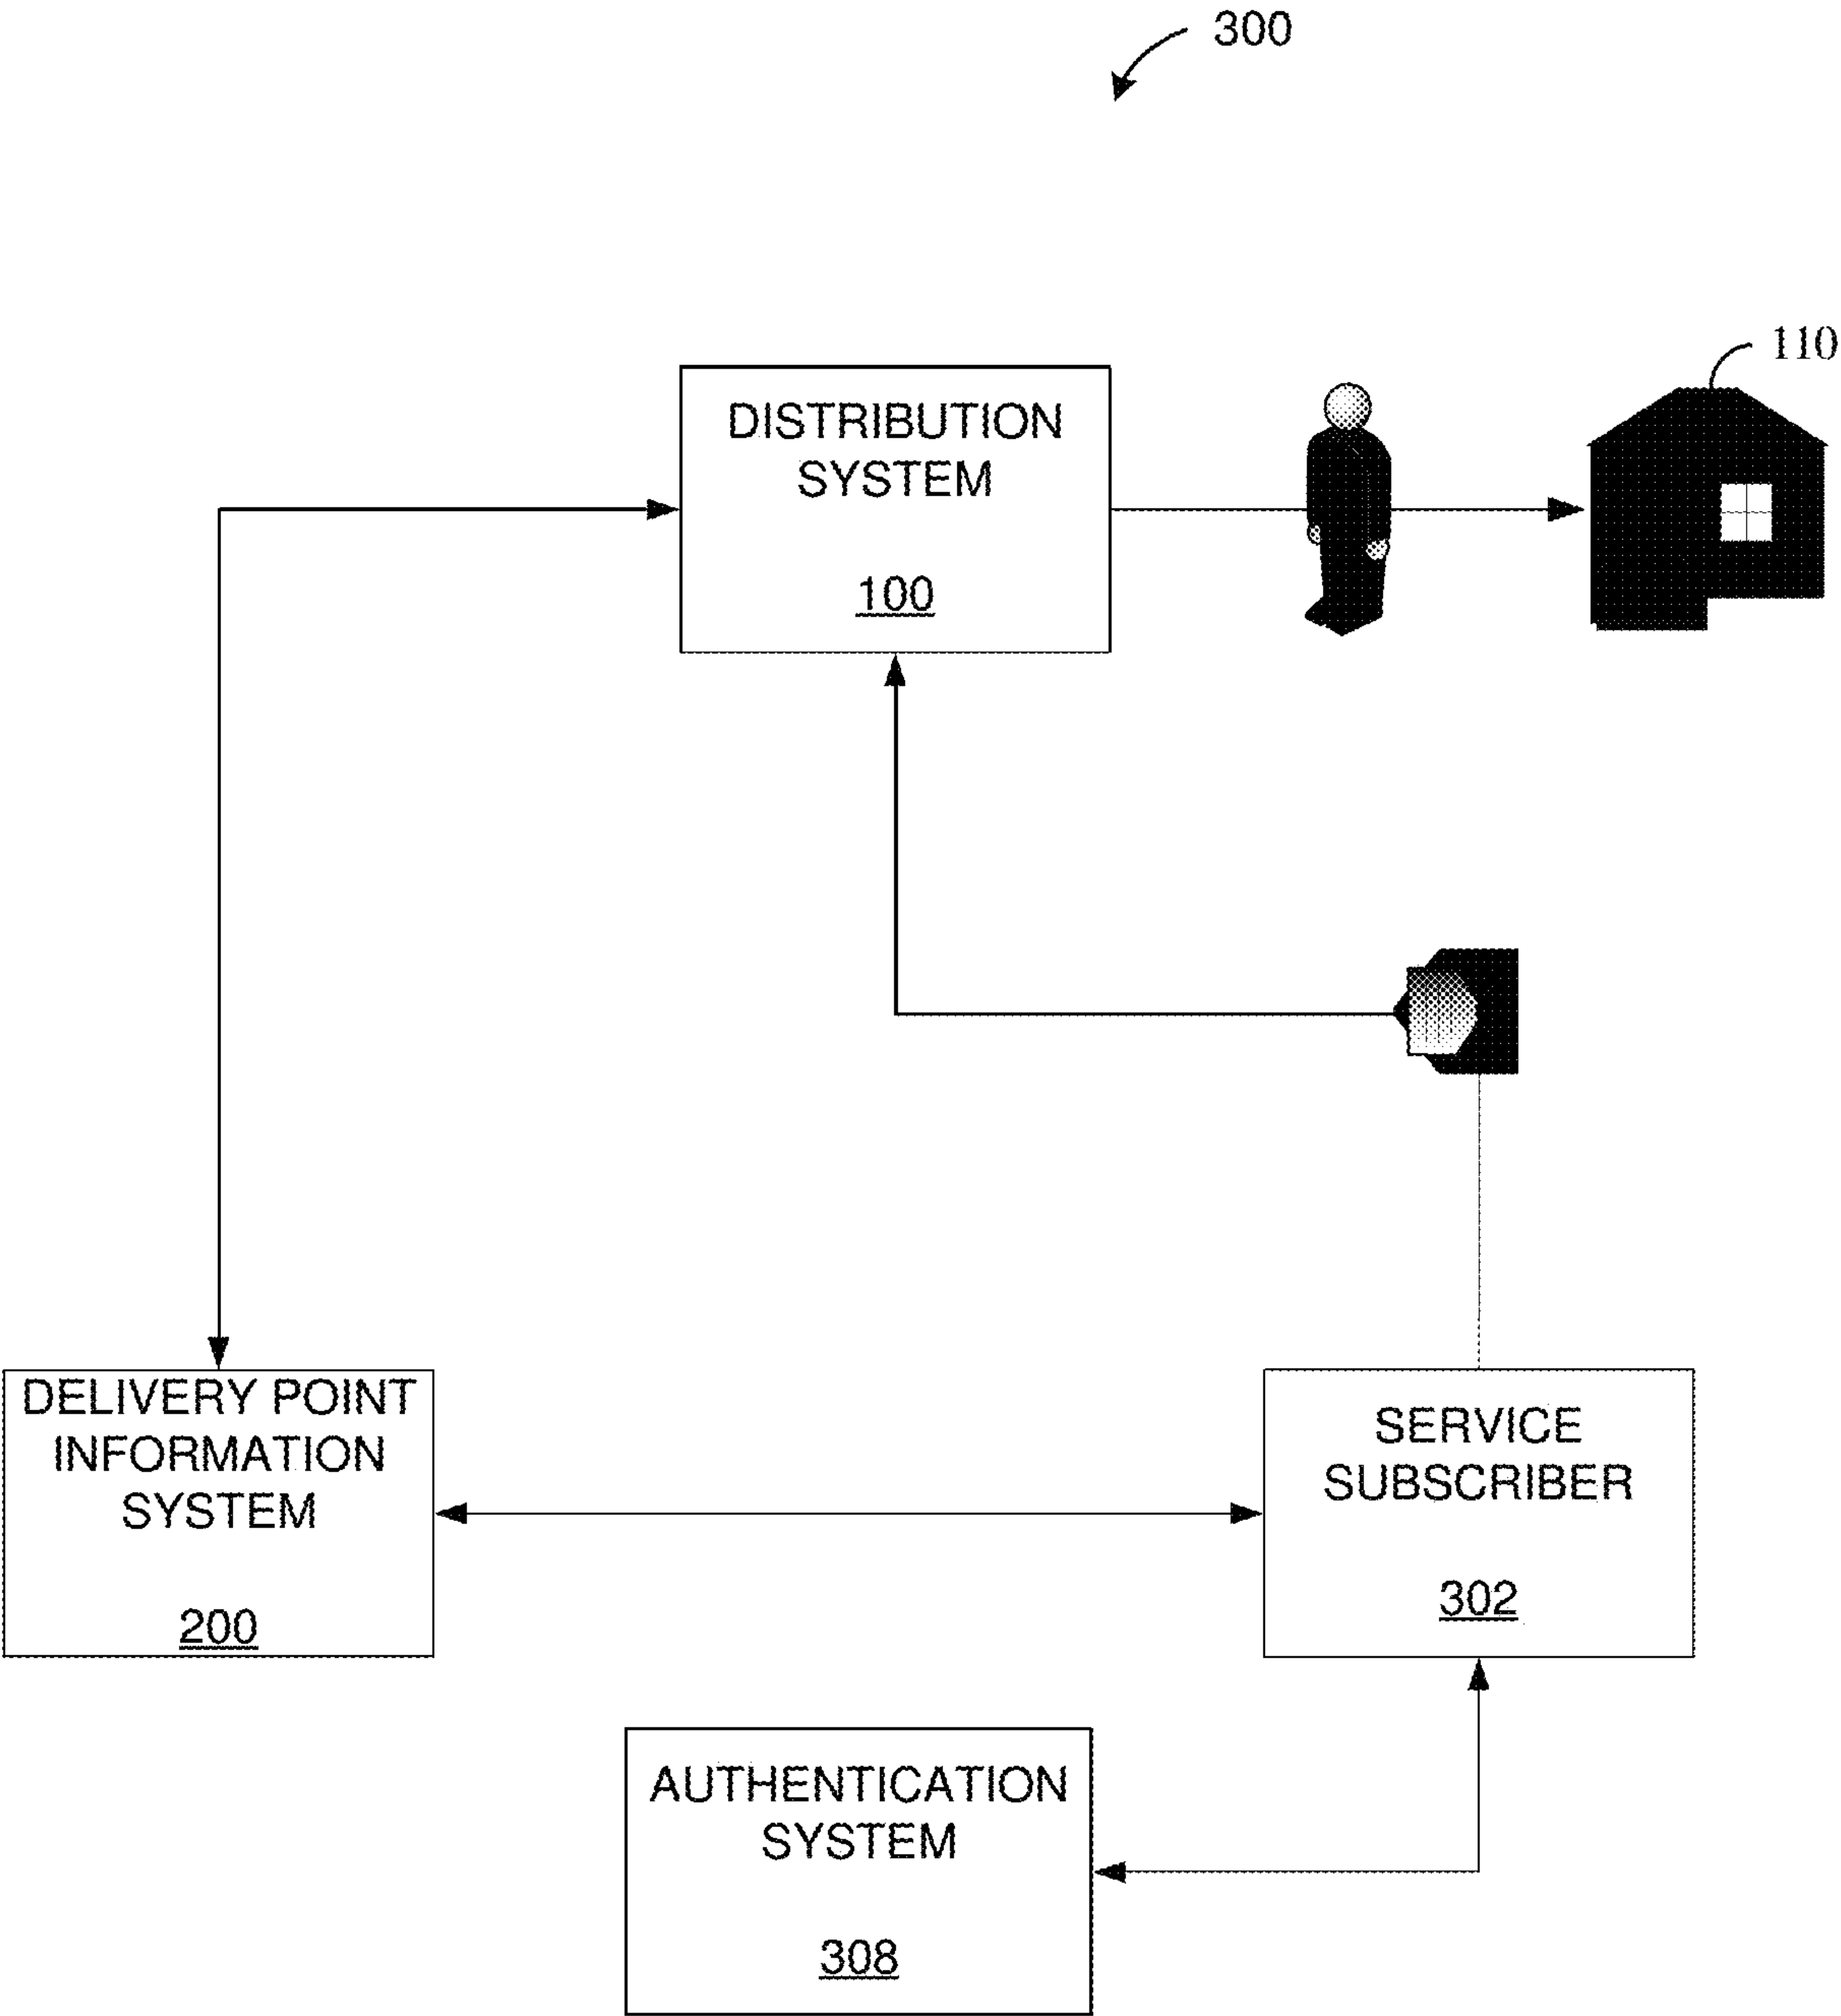 300
110
DISTRIBUTION
SYSTEM
100
DELIVERY POINT
INFORMATION
SYSTEM
200
SERVICE
SUBSCRIBER
302
AUTHENTICATION
SYSTEM
308